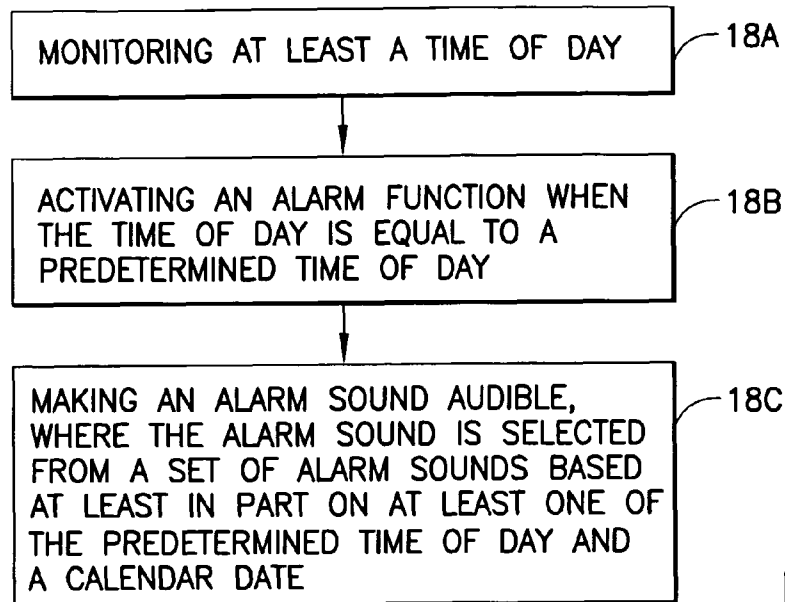 MONITORING AT LEAST A TIME OF DAY
18A
ACTIVATING AN ALARM FUNCTION WHEN
THE TIME OF DAY IS EQUAL TO A
PREDETERMINED TIME OF DAY
18B
MAKING AN ALARM SOUND AUDIBLE,
WHERE THE ALARM SOUND IS SELECTED
FROM A SET OF ALARM SOUNDS BASED
AT LEAST IN PART ON AT LEAST ONE OF
THE PREDETERMINED TIME OF DAY AND
A CALENDAR DATE
18C